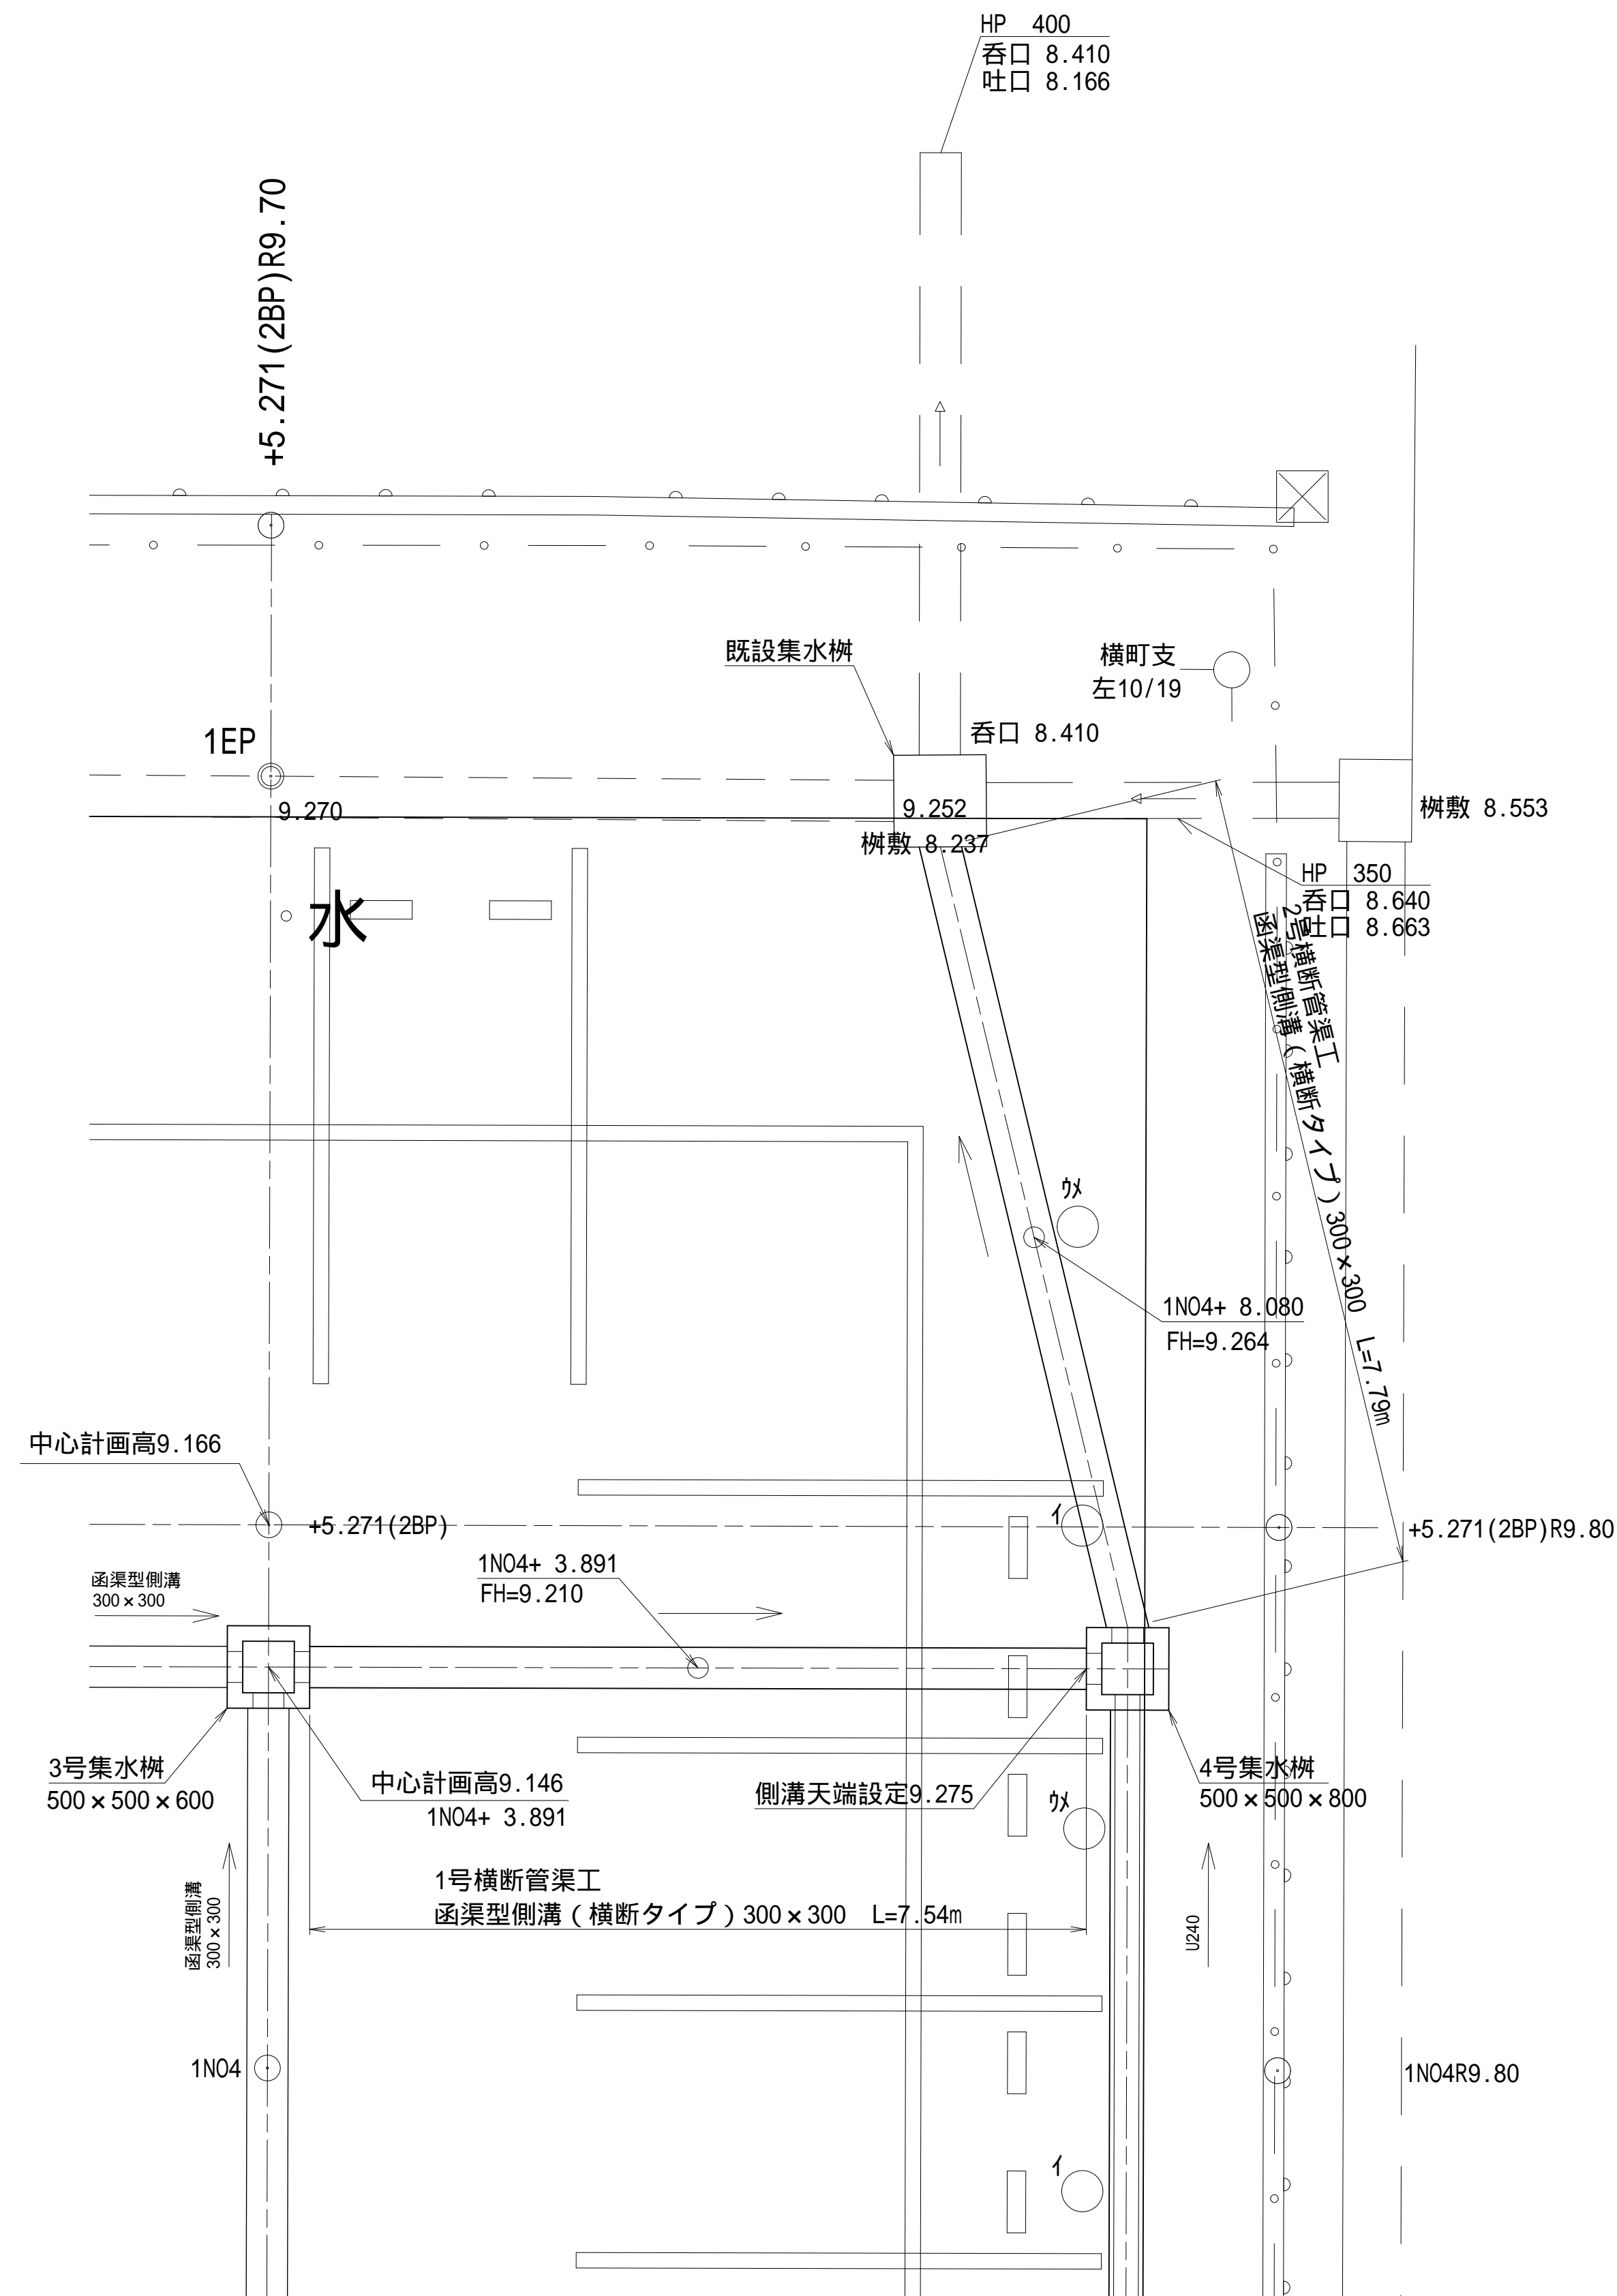 HP 400
呑口 8.410
吐口 8.166
+5.271(2BP)R9.70
既設集水桝
横町支
左10/19
1EP
呑口 8.410
9.270
9.252
桝敷 8.237
桝敷 8.553
HP 350
呑口 8.640
吐口 8.663
水
2号横断管渠工
函渠型側溝(横断タイプ)300×300 L=7.79m
ｳﾒ
1NO4+ 8.080
FH=9.264
中心計画高9.166
+5.271(2BP)
ｲ
+5.271(2BP)R9.80
1NO4+ 3.891
FH=9.210
函渠型側溝
300×300
3号集水桝
500×500×600
中心計画高9.146
1NO4+ 3.891
側溝天端設定9.275
ｳﾒ
4号集水桝
500×500×800
1号横断管渠工
函渠型側溝(横断タイプ)300×300 L=7.54m
函渠型側溝
300×300
U240
1NO4
1NO4R9.80
ｲ